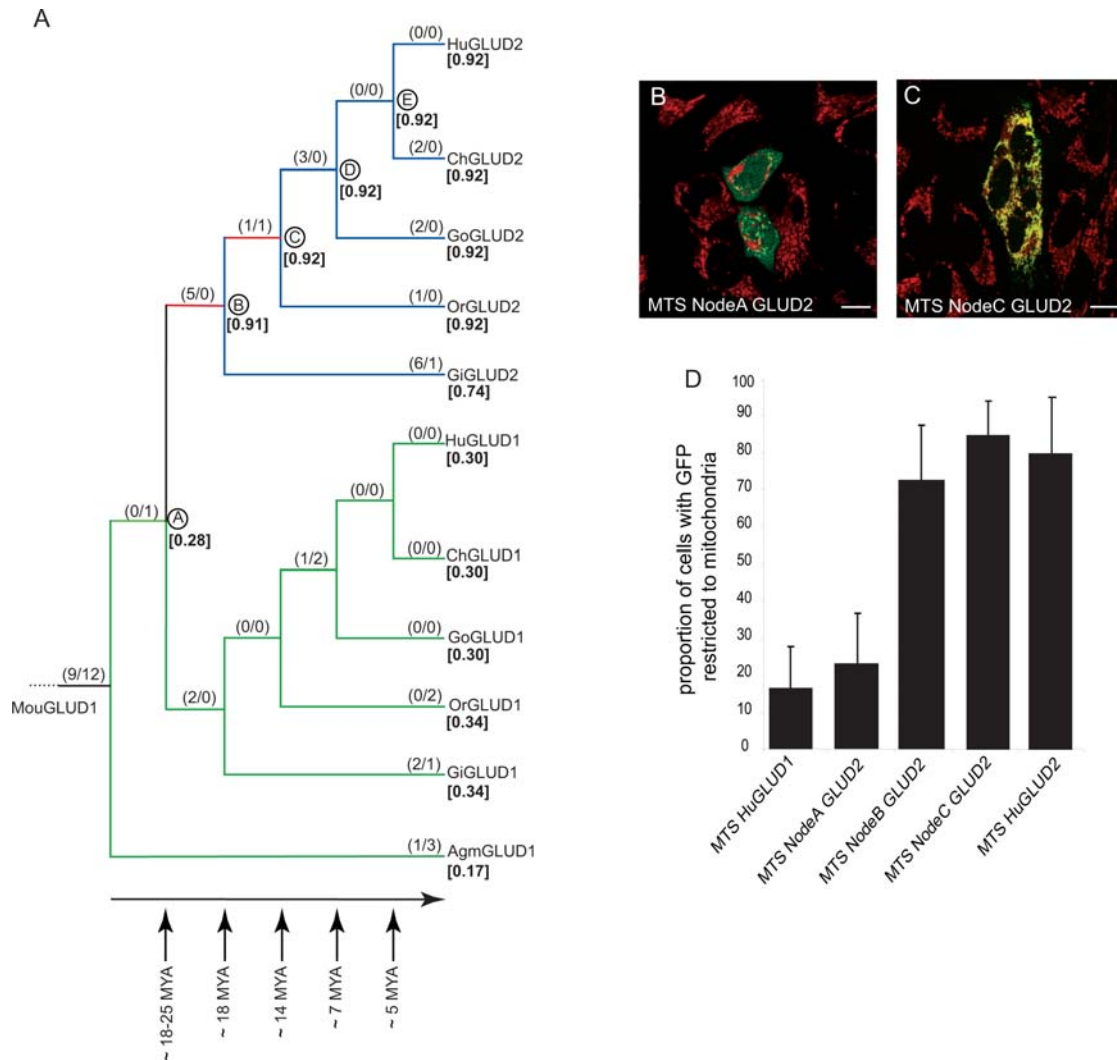 A
(0/0)
HuGLUD2
[0.92]
(0/0)
E
[0.92]
(2/0)
ChGLUD2
[0.92]
(3/0)
D
[0.92]
(2/0)
GoGLUD2
[0.92]
(1/1)
C
[0.92]
(1/0)
OrGLUD2
[0.92]
(5/0)
B
[0.91]
(6/1)
GiGLUD2
[0.74]
(0/0)
HuGLUD1
[0.30]
(0/0)
(0/0)
ChGLUD1
[0.30]
(0/1)
A
[0.28]
(1/2)
(0/0)
GoGLUD1
[0.30]
(0/0)
(0/2)
OrGLUD1
[0.34]
(9/12)
MouGLUD1
(2/0)
(2/1)
GiGLUD1
[0.34]
(1/3)
AgmGLUD1
[0.17]
~ 18-25 MYA
~ 18 MYA
~ 14 MYA
~ 7 MYA
~ 5 MYA
B
MTS NodeA GLUD2
C
MTS NodeC GLUD2
D
proportion of cells with GFP
restricted to mitochondria
100
90
80
70
60
50
40
30
20
10
0
MTS HuGLUD1
MTS NodeA GLUD2
MTS NodeB GLUD2
MTS NodeC GLUD2
MTS HuGLUD2